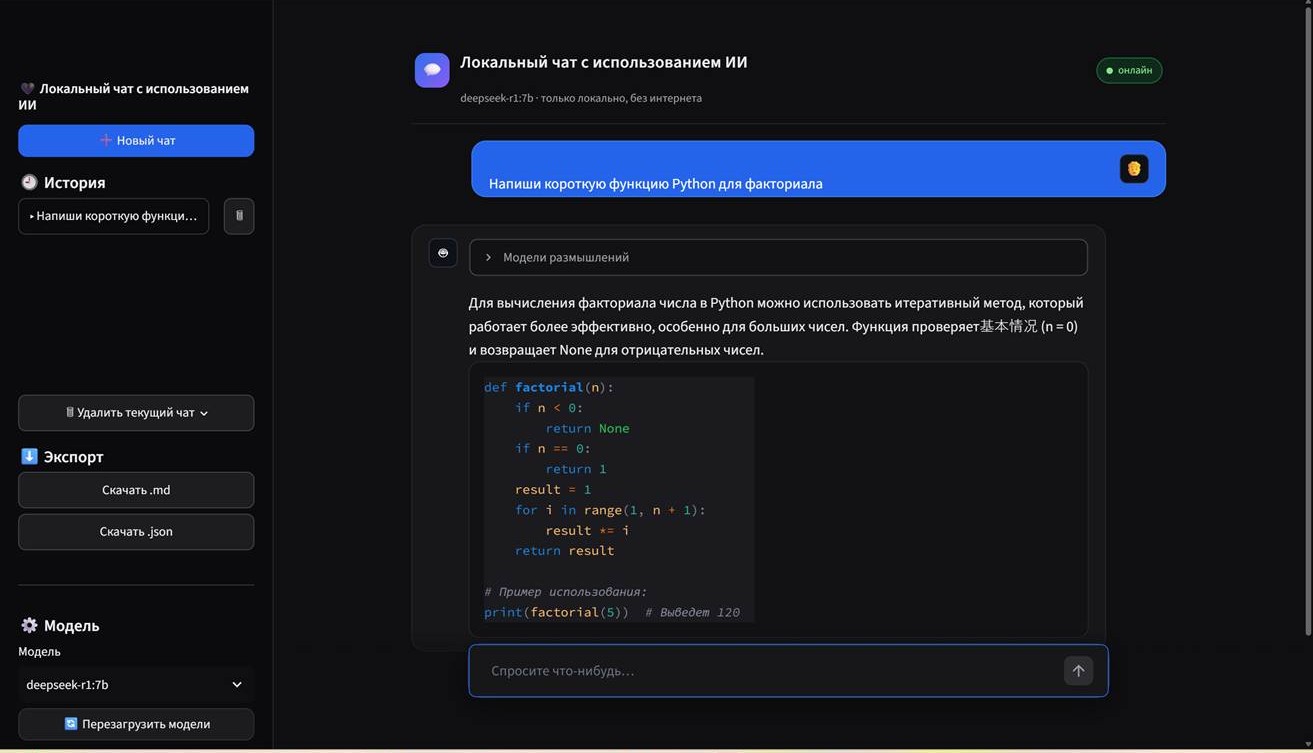 Локальный чат с использованием
ИИ
Новый чат
История
Напиши короткую функци...
Удалить текущий чат
Экспорт
Скачать .md
Скачать .json
Модель
Модель
deepseek-r1:7b
Перезагрузить модели
Локальный чат с использованием ИИ
deepseek-r1:7b · только локально, без интернета
онлайн
Напиши короткую функцию Python для факториала
Модели размышлений
Для вычисления факториала числа в Python можно использовать итеративный метод, который
работает более эффективно, особенно для больших чисел. Функция проверяет基本情况 (n = 0)
и возвращает None для отрицательных чисел.
def factorial(n):
    if n < 0:
        return None
    if n == 0:
        return 1
    result = 1
    for i in range(1, n + 1):
        result *= i
    return result
# Пример использования:
print(factorial(5))  # Выведет 120
Спросите что-нибудь...